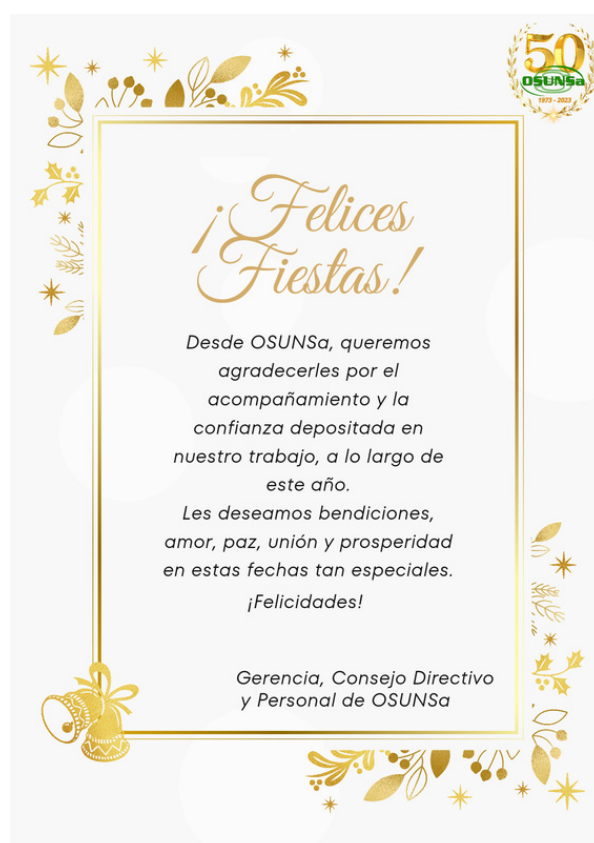 50
OSUNSa
1973 - 2023
¡Felices
Fiestas!
Desde OSUNSa, queremos
agradecerles por el
acompañamiento y la
confianza depositada en
nuestro trabajo, a lo largo de
este año.
Les deseamos bendiciones,
amor, paz, unión y prosperidad
en estas fechas tan especiales.
¡Felicidades!
Gerencia, Consejo Directivo
y Personal de OSUNSa